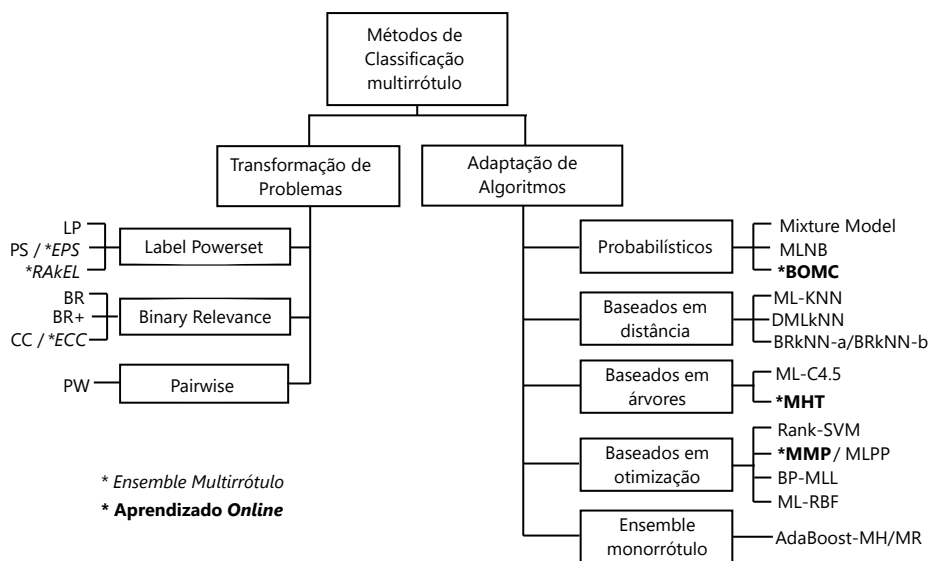 Métodos de
Classificação
multirrótulo
Transformação de
Problemas
Adaptação de
Algoritmos
LP
PS / *EPS
*RAkEL
Label Powerset
BR
BR+
CC / *ECC
Binary Relevance
PW
Pairwise
Probabilísticos
Mixture Model
MLNB
*BOMC
Baseados em
distância
ML-KNN
DMLkNN
BRkNN-a/BRkNN-b
Baseados em
árvores
ML-C4.5
*MHT
Baseados em
otimização
Rank-SVM
*MMP/ MLPP
BP-MLL
ML-RBF
Ensemble
monorrótulo
AdaBoost-MH/MR
* Ensemble Multirrótulo
* Aprendizado Online